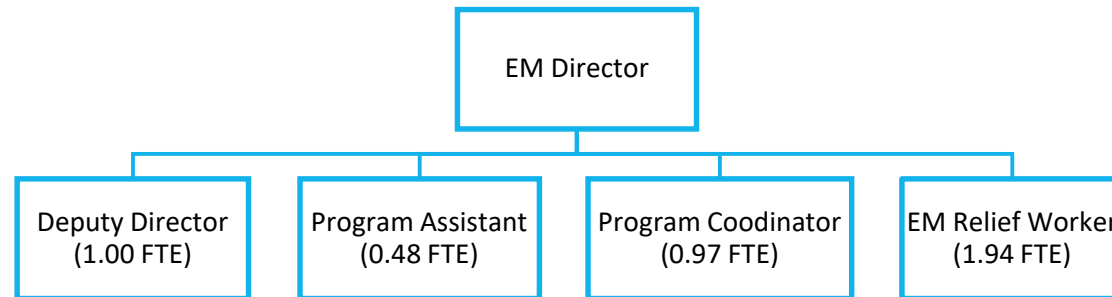 EM Director
Deputy Director
(1.00 FTE)
Program Assistant
(0.48 FTE)
Program Coodinator
(0.97 FTE)
EM Relief Worker
(1.94 FTE)